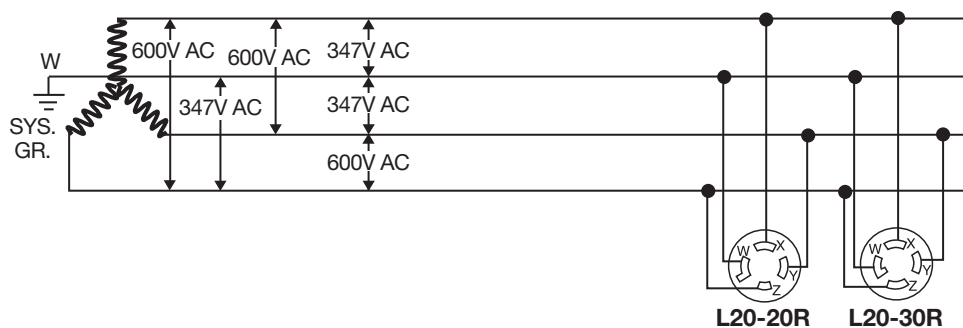 600V AC
600V AC
347V AC
W
347V AC
347V AC
SYS.
GR.
600V AC
W
X
Y
Z
W
X
Y
Z
L20-20R
L20-30R